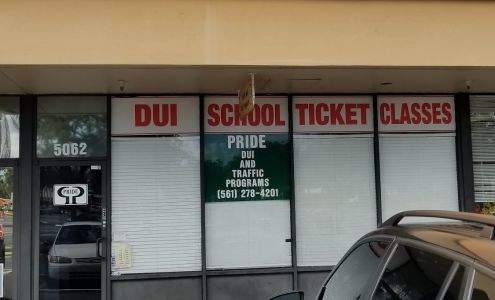 DUI SCHOOL TICKET CLASSES
5062
PRIDE
DUI
AND
TRAFFIC
PROGRAMS
(561) 278-4201
PRIDE